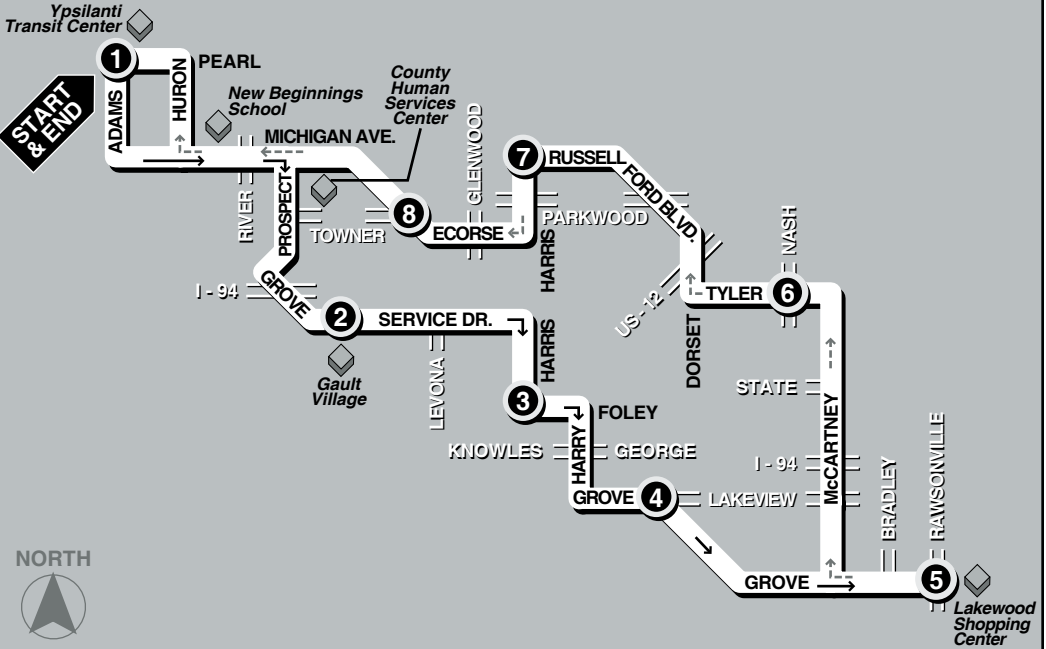 Ypsilanti
Transit Center
1
PEARL
START
& END
ADAMS
HURON
New Beginnings
School
County
Human
Services
Center
MICHIGAN AVE.
GLENWOOD
7
RUSSELL
FORD BLVD.
RIVER
PROSPECT
TOWNER
8
ECORSE
PARKWOOD
HARRIS
NASH
I - 94
GROVE
2
SERVICE DR.
US - 12
TYLER
6
DORSET
Gault
Village
LEVONA
HARRIS
3
FOLEY
STATE
McCARTNEY
KNOWLES
HARRY
GEORGE
I - 94
BRADLEY
RAWSONVILLE
GROVE
4
LAKEVIEW
NORTH
GROVE
5
Lakewood
Shopping
Center